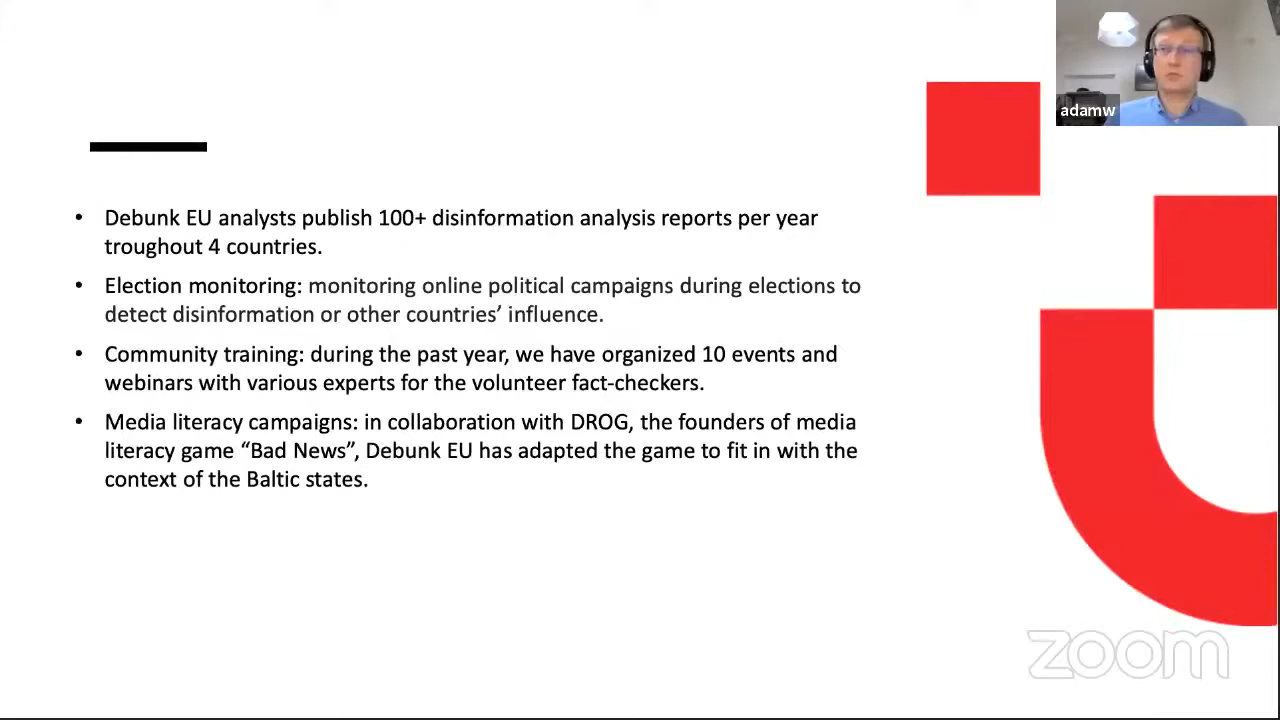 adamw
• Debunk EU analysts publish 100+ disinformation analysis reports per year
troughout 4 countries.
• Election monitoring: monitoring online political campaigns during elections to
detect disinformation or other countries’ influence.
• Community training: during the past year, we have organized 10 events and
webinars with various experts for the volunteer fact-checkers.
• Media literacy campaigns: in collaboration with DROG, the founders of media
literacy game “Bad News”, Debunk EU has adapted the game to fit in with the
context of the Baltic states.
zoom